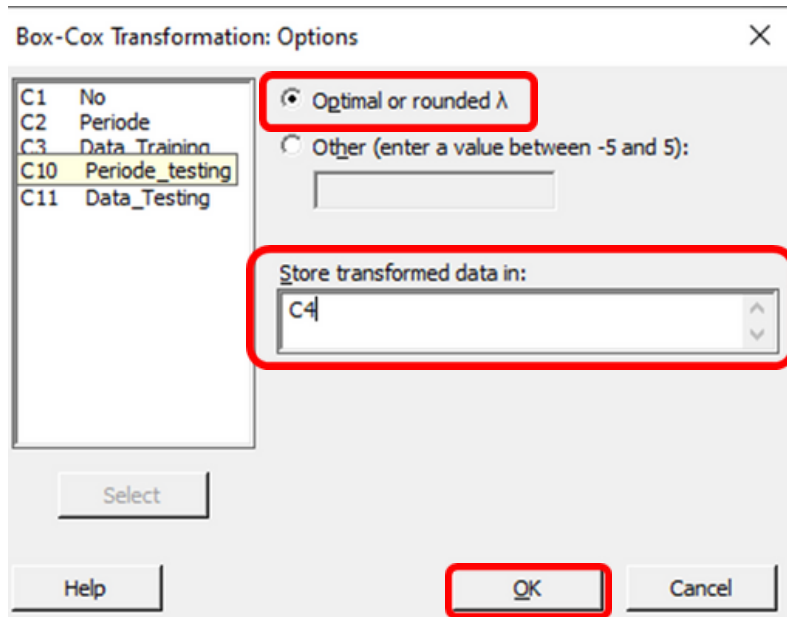 Box-Cox Transformation: Options
C1 No
C2 Periode
C3 Data_Training
C10 Periode_testing
C11 Data_Testing
Optimal or rounded λ
Other (enter a value between -5 and 5):
Store transformed data in:
C4
Select
Help
OK
Cancel